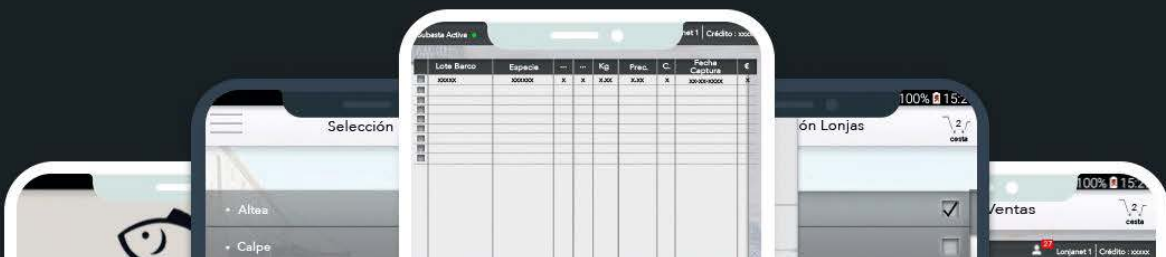 Subasta Activa
net 1 | Crédito : xxxx
Lote Barco Especie ... ... Kg Prec. C. Fecha Captura €
xxxxx xxxxxx x x x.xx x.xx x xx-xx-xxxx x
100% 15:2
Selección
ón Lonjas
2
cesta
• Altea
• Calpe
100% 15:2
Ventas
2
cesta
27
Lonjanet 1 | Crédito : xxxxx